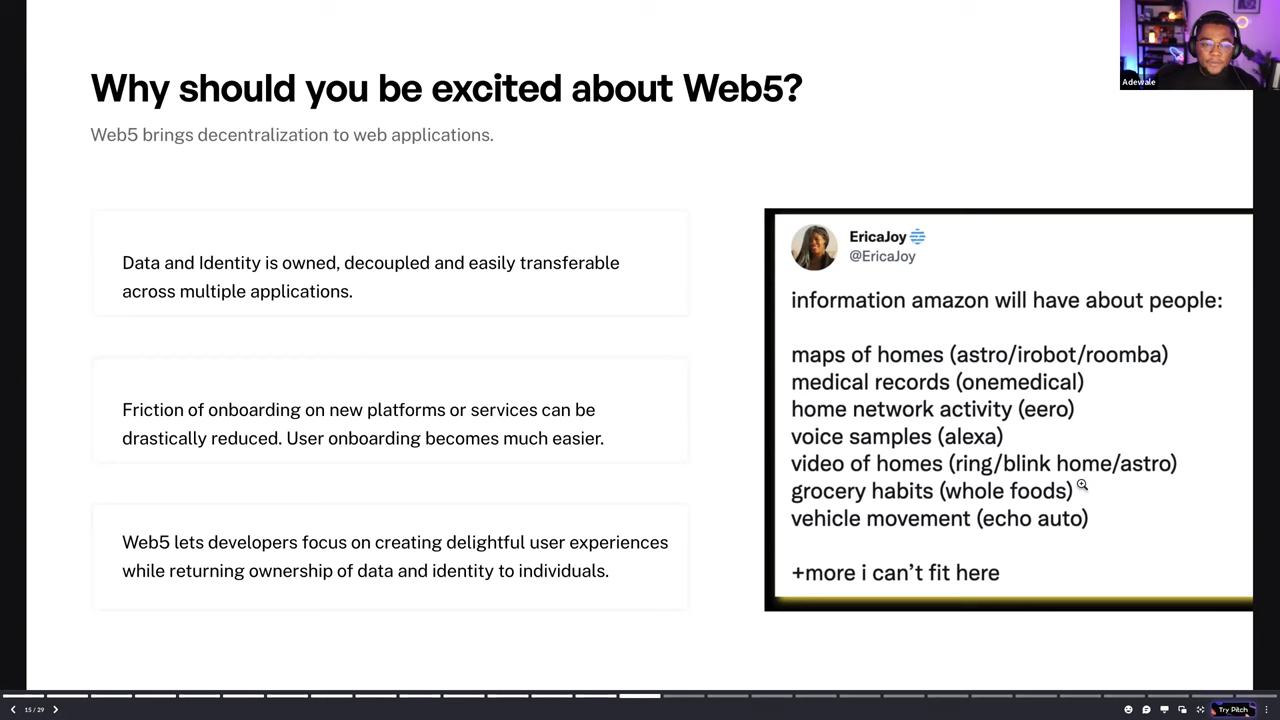 Why should you be excited about Web5?
Web5 brings decentralization to web applications.
Data and Identity is owned, decoupled and easily transferable
across multiple applications.
Friction of onboarding on new platforms or services can be
drastically reduced. User onboarding becomes much easier.
Web5 lets developers focus on creating delightful user experiences
while returning ownership of data and identity to individuals.
Adewale
EricaJoy
@EricaJoy
information amazon will have about people:
maps of homes (astro/irobot/roomba)
medical records (onemedical)
home network activity (eero)
voice samples (alexa)
video of homes (ring/blink home/astro)
grocery habits (whole foods)
vehicle movement (echo auto)
+more i can’t fit here
15 / 29
Try Pitch